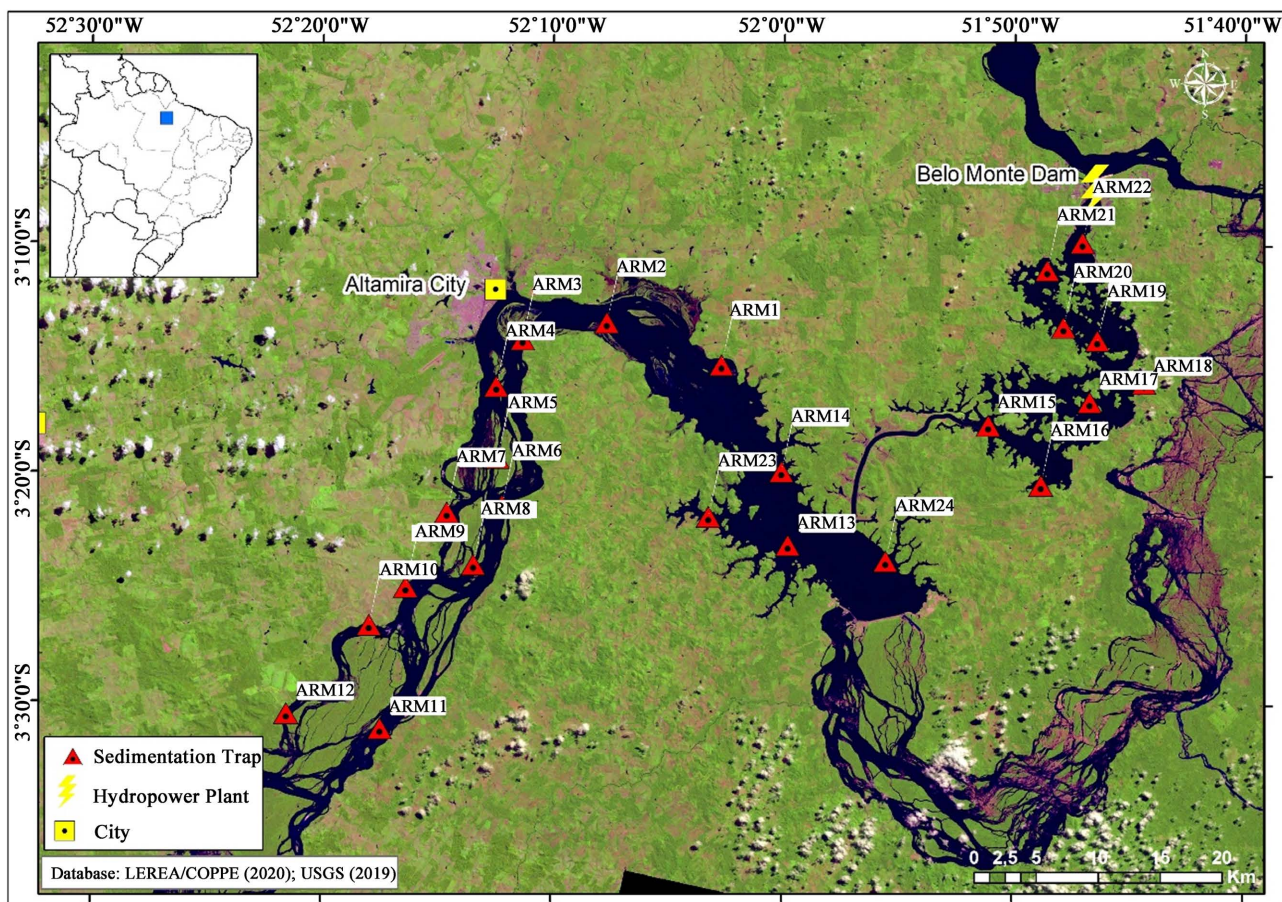 52°30'0"W 52°20'0"W 52°10'0"W 52°00'0"W 51°50'0"W 51°40'0"W
N
W E
S
Belo Monte Dam
ARM22
ARM21
3°10'0"S
ARM20
ARM2
ARM3
ARM19
Altamira City
ARM1
ARM4
ARM18
ARM17
ARM5
ARM15
ARM14
ARM16
ARM6
ARM7
ARM23
3°20'0"S
ARM8
ARM13
ARM9
ARM24
ARM10
ARM12
ARM11
3°30'0"S
Sedimentation Trap
Hydropower Plant
City
Database: LEREA/COPPE (2020); USGS (2019)
0 2,5 5 10 15 20
Km